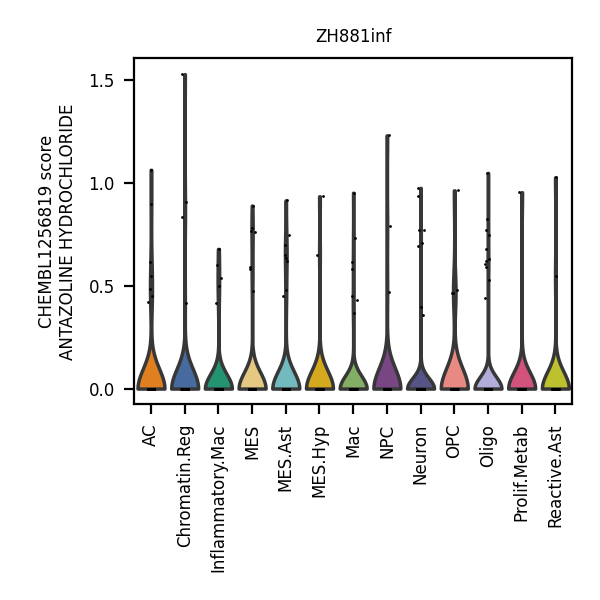 ZH881inf
CHEMBL1256819 score
ANTAZOLINE HYDROCHLORIDE
1.5
1.0
0.5
0.0
AC
Chromatin.Reg
Inflammatory.Mac
MES
MES.Ast
MES.Hyp
Mac
NPC
Neuron
OPC
Oligo
Prolif.Metab
Reactive.Ast